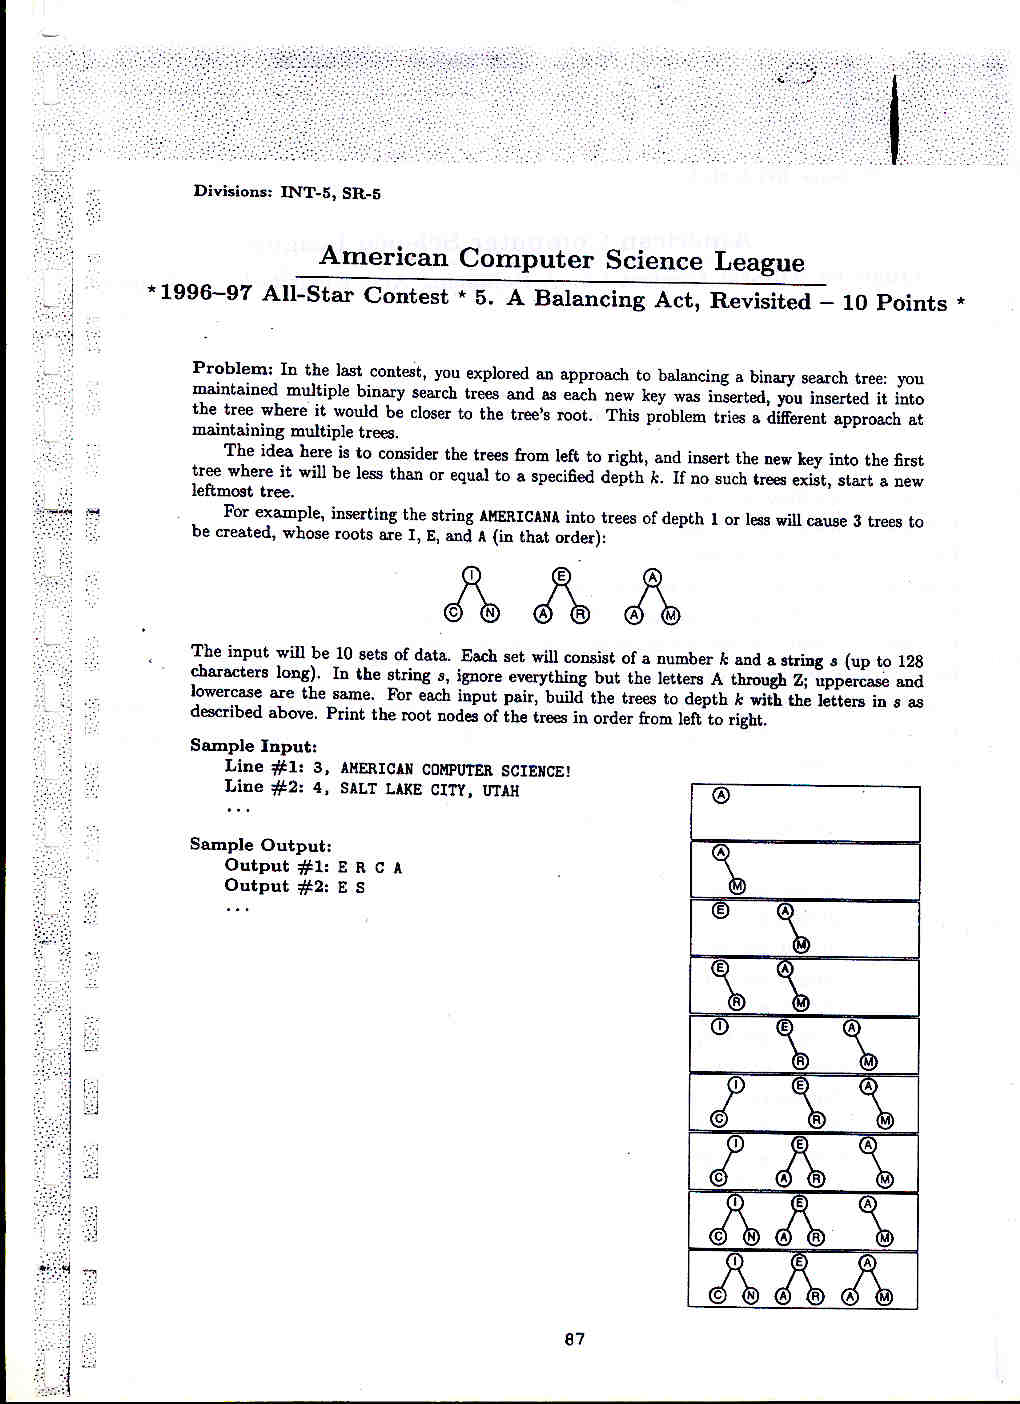 Divisions: INT-5, SR-5
American Computer Science League
*1996–97 All-Star Contest * 5. A Balancing Act, Revisited – 10 Points *
Problem: In the last contest, you explored an approach to balancing a binary search tree: you
maintained multiple binary search trees and as each new key was inserted, you inserted it into
the tree where it would be closer to the tree's root. This problem tries a different approach at
maintaining multiple trees.
The idea here is to consider the trees from left to right, and insert the new key into the first
tree where it will be less than or equal to a specified depth k. If no such trees exist, start a new
leftmost tree.
For example, inserting the string AMERICANA into trees of depth 1 or less will cause 3 trees to
be created, whose roots are I, E, and A (in that order):
I E A
C N A R A M
The input will be 10 sets of data. Each set will consist of a number k and a string s (up to 128
characters long). In the string s, ignore everything but the letters A through Z; uppercase and
lowercase are the same. For each input pair, build the trees to depth k with the letters in s as
described above. Print the root nodes of the trees in order from left to right.
Sample Input:
Line #1: 3, AMERICAN COMPUTER SCIENCE!
Line #2: 4, SALT LAKE CITY, UTAH
...
Sample Output:
Output #1: E R C A
Output #2: E S
...
A
A
M
E A
M
E A
R M
I E A
R M
I E A
C R M
I E A
C A R M
I E A
C N A R M
I E A
C N A R A M
87